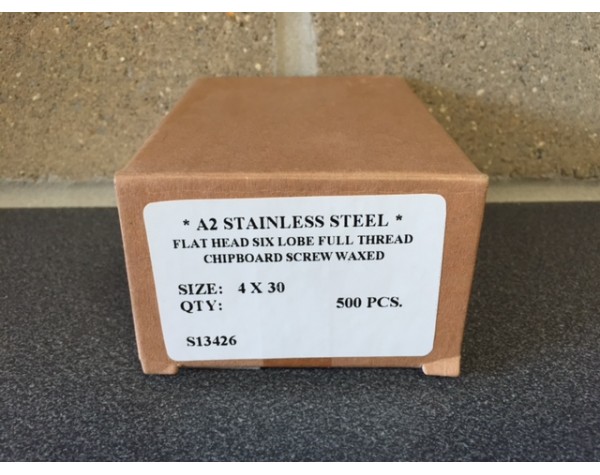 * A2 STAINLESS STEEL *
FLAT HEAD SIX LOBE FULL THREAD
CHIPBOARD SCREW WAXED
SIZE: 4 X 30
QTY: 500 PCS.
S13426